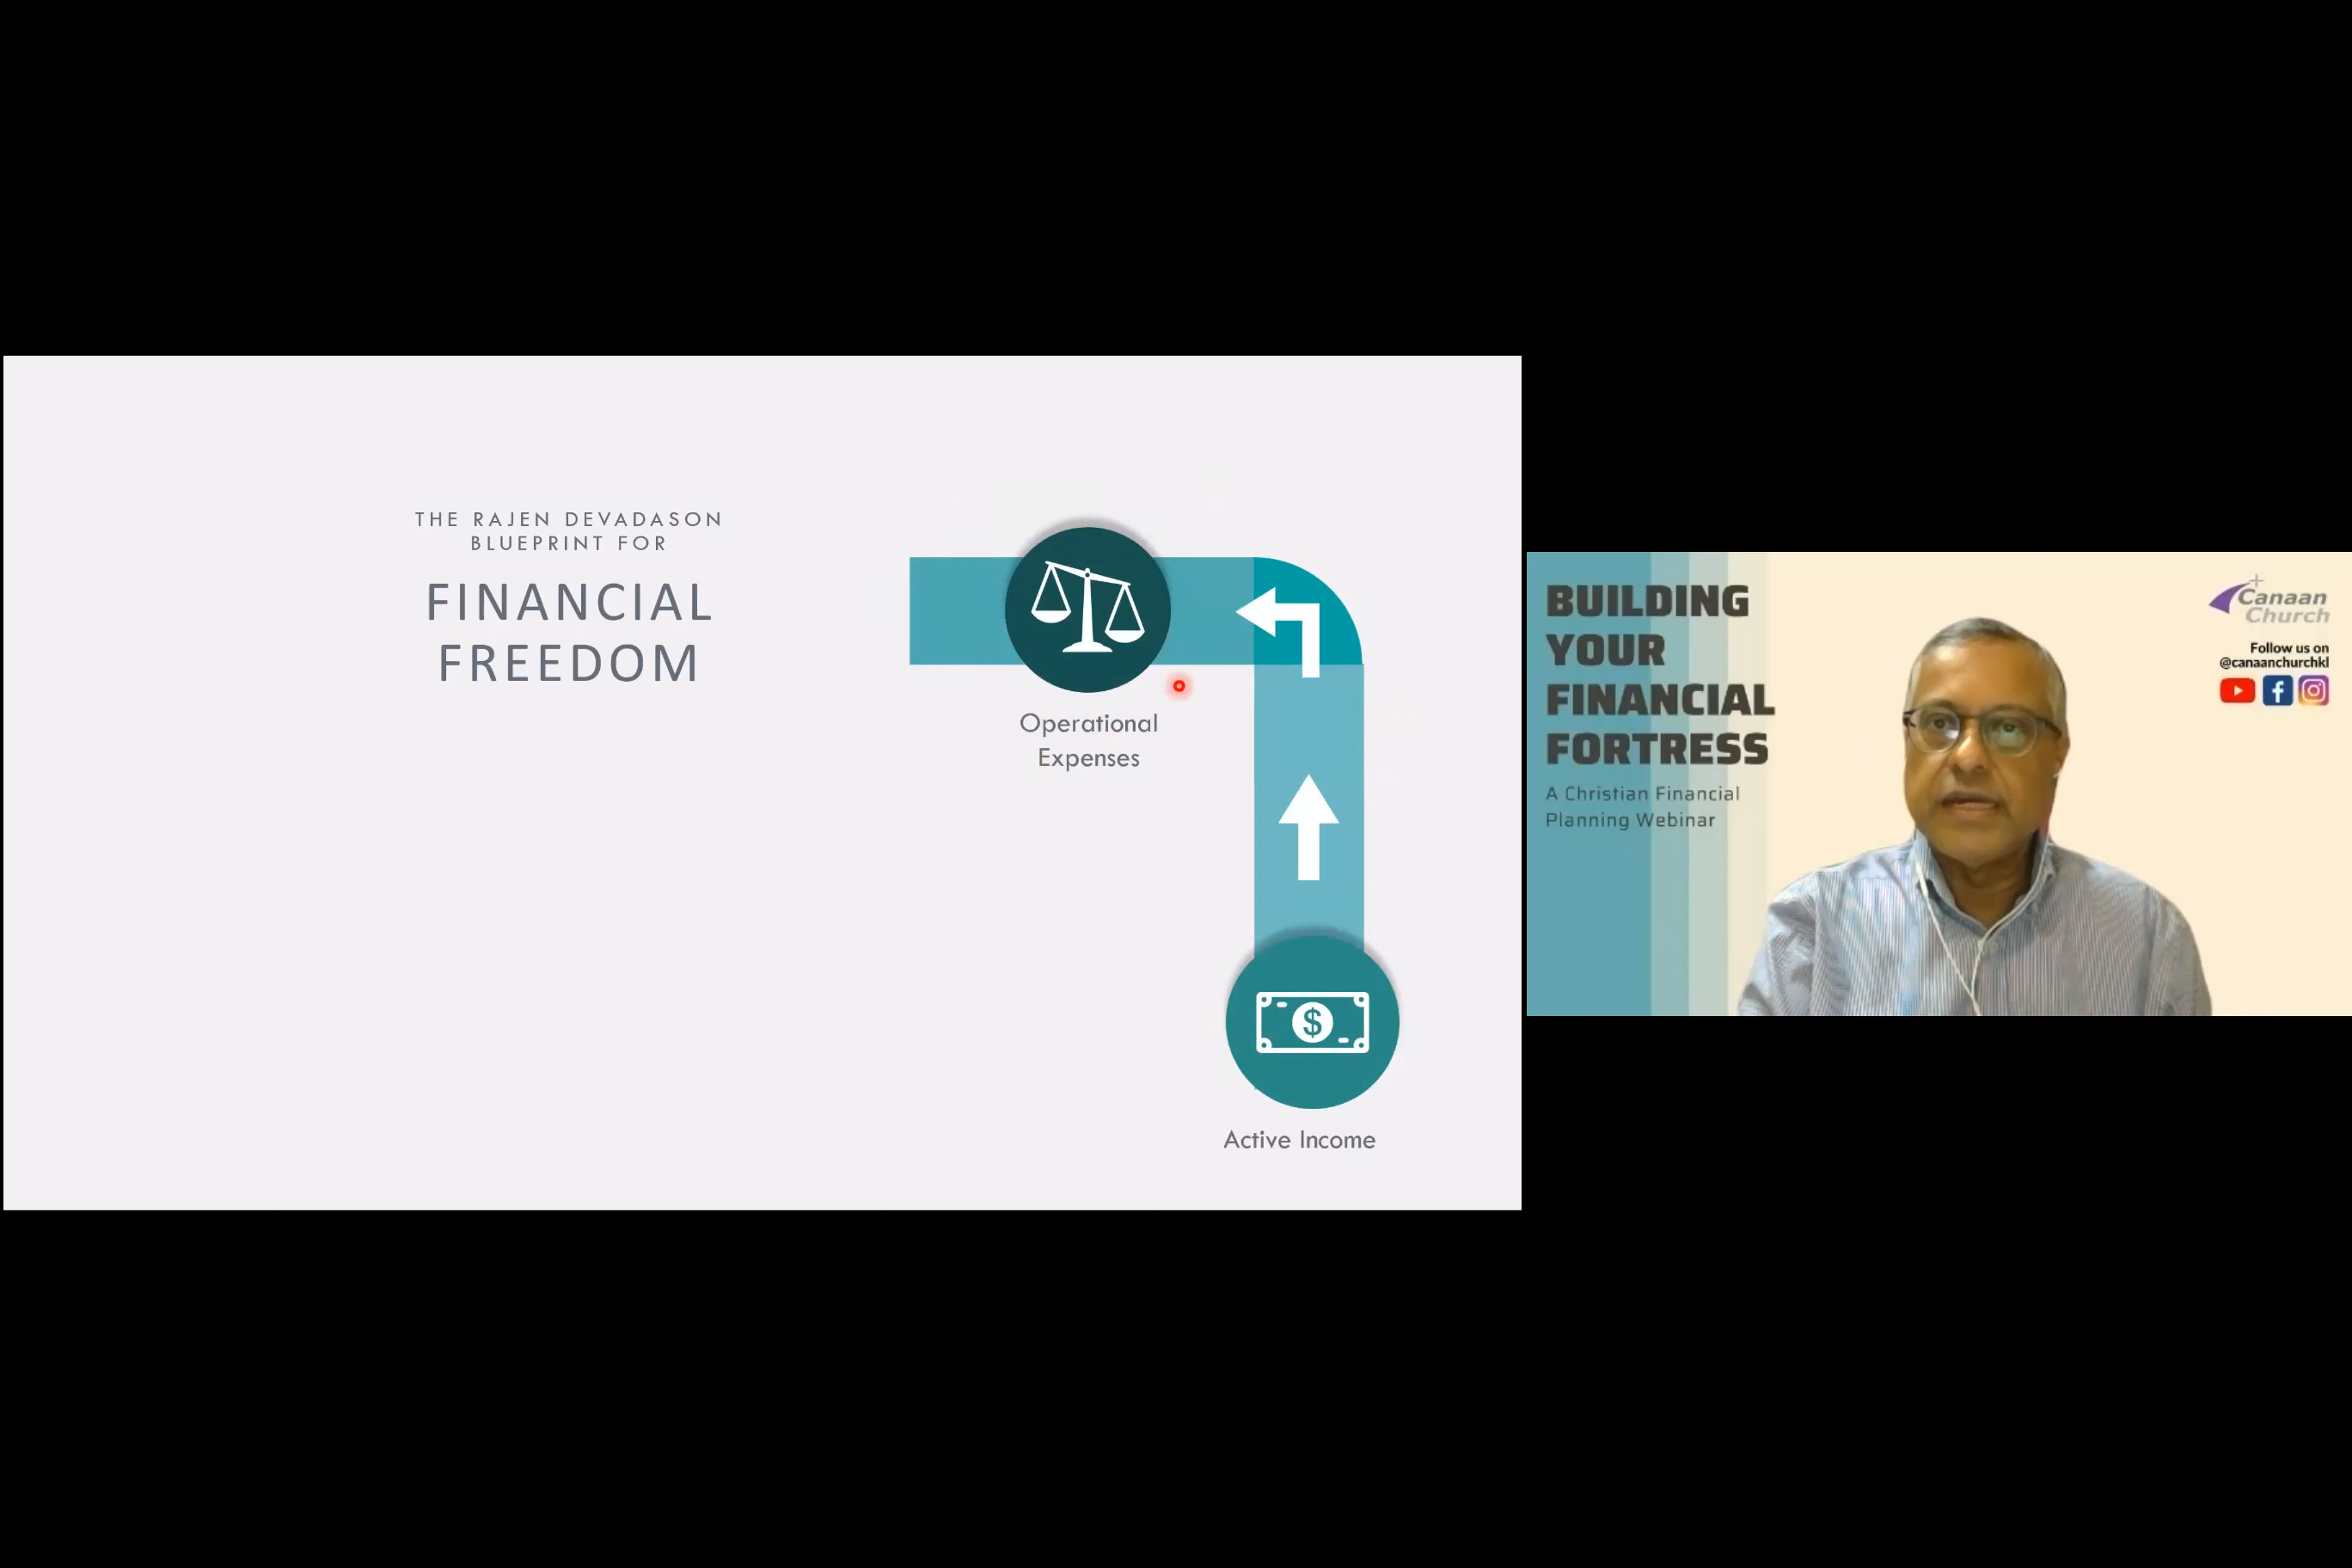 THE RAJEN DEVADASON
BLUEPRINT FOR
FINANCIAL
FREEDOM
Operational
Expenses
$
Active Income
BUILDING
YOUR
FINANCIAL
FORTRESS
A Christian Financial
Planning Webinar
Canaan
Church
Follow us on
@canaanchurchkl